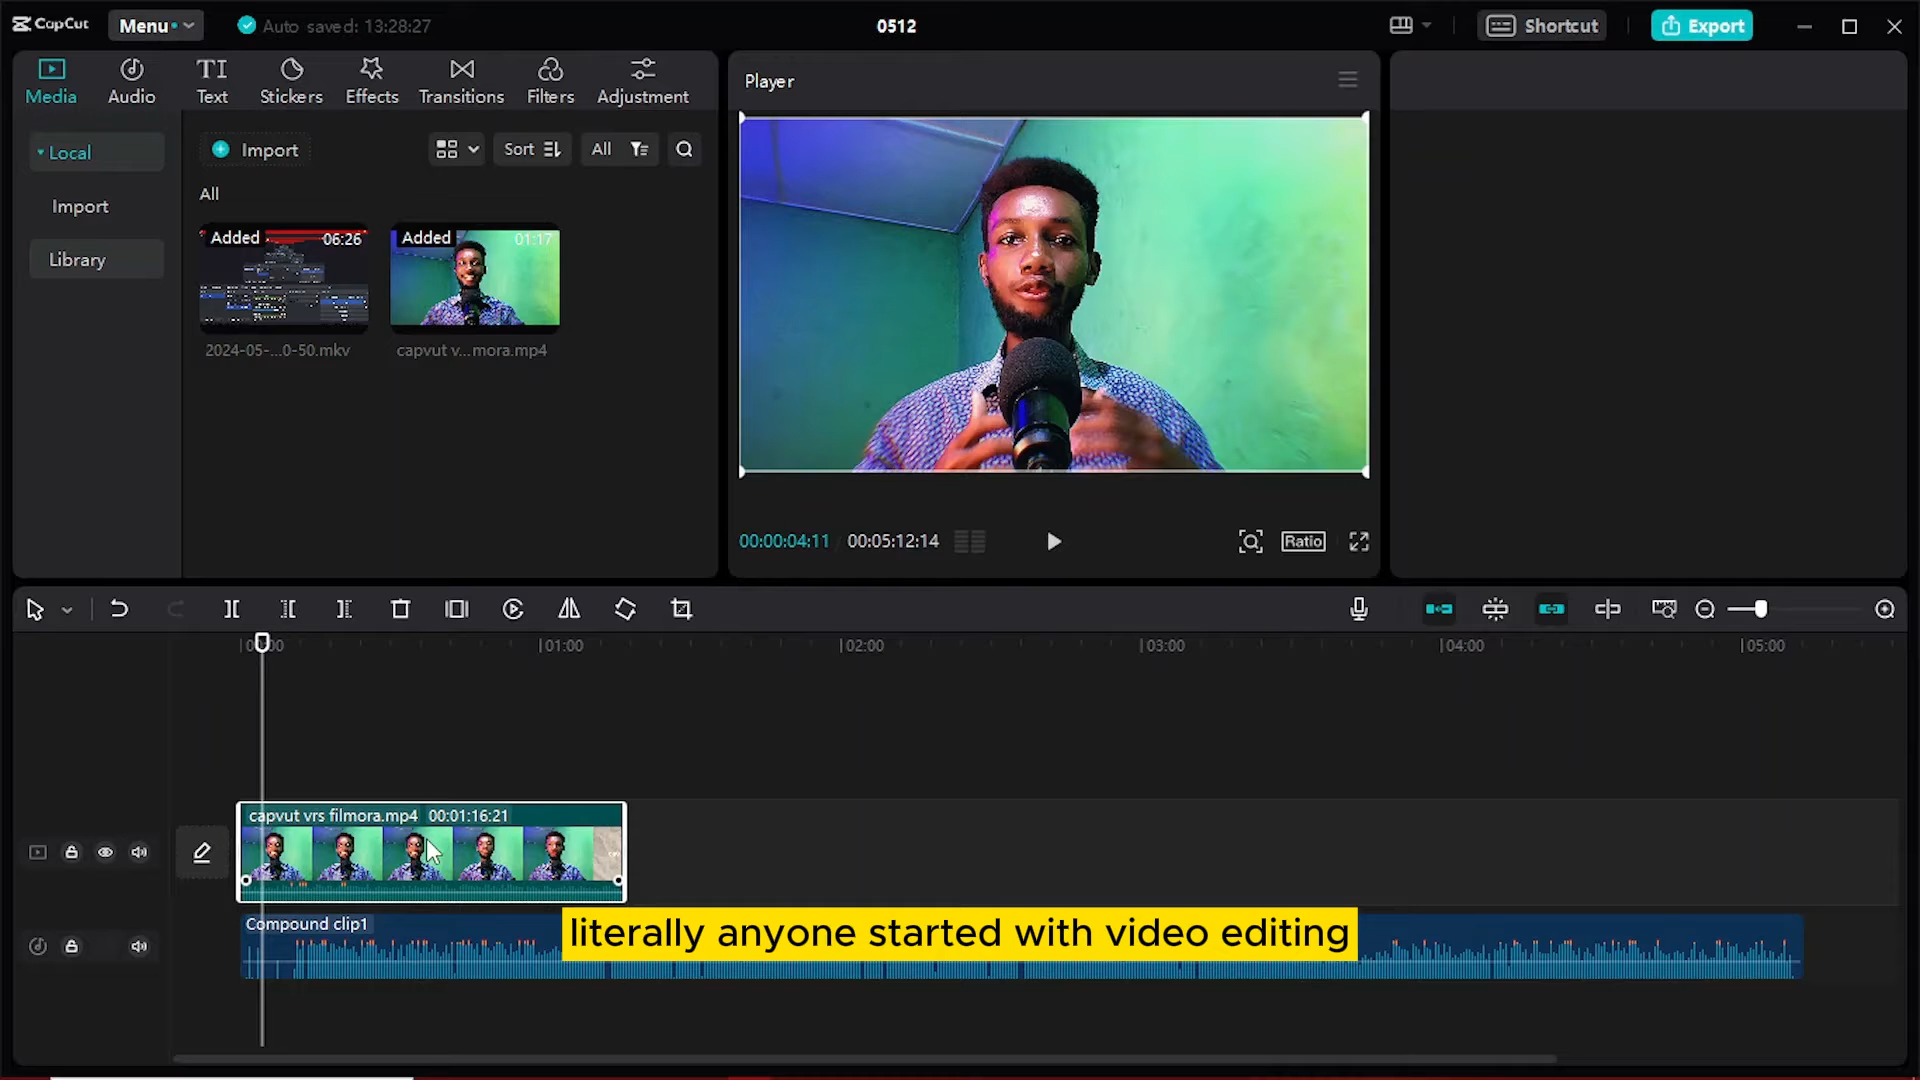 CapCut
Menu
Auto saved: 13:28:27
0512
Shortcut
Export
Media
Audio
TI
Text
Stickers
Effects
Transitions
Filters
Adjustment
Player
Local
Import
Library
Import
Sort
All
All
Added
06:26
2024-05-...0-50.mkv
Added
01:17
capvut v...mora.mp4
00:00:04:11
00:05:12:14
Ratio
01:00
02:00
03:00
04:00
05:00
capvut vrs filmora.mp4 00:01:16:21
Compound clip1
literally anyone started with video editing